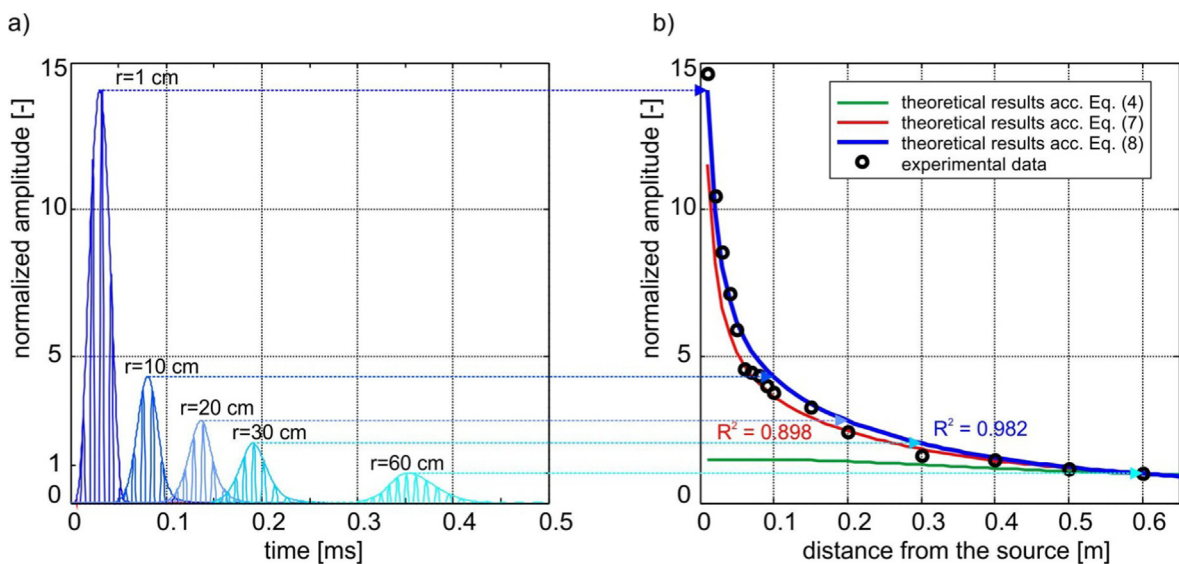 a)
normalized amplitude [-]
15
10
5
1
0
r=1 cm
r=10 cm
r=20 cm
r=30 cm
r=60 cm
0
0.1
0.2
0.3
0.4
0.5
time [ms]
b)
normalized amplitude [-]
15
10
5
0
theoretical results acc. Eq. (4)
theoretical results acc. Eq. (7)
theoretical results acc. Eq. (8)
experimental data
R² = 0.898
R² = 0.982
0
0.1
0.2
0.3
0.4
0.5
0.6
distance from the source [m]